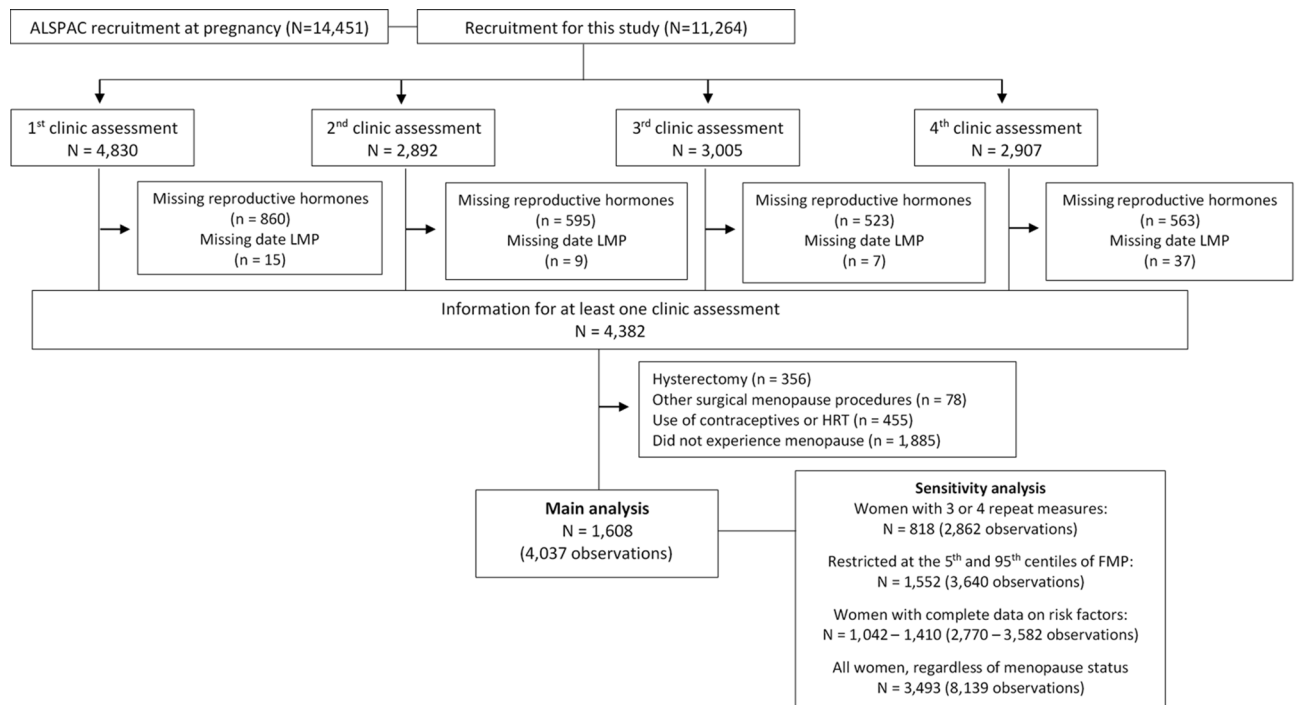 ALSPAC recruitment at pregnancy (N=14,451)
Recruitment for this study (N=11,264)
1st clinic assessment
N = 4,830
2nd clinic assessment
N = 2,892
3rd clinic assessment
N = 3,005
4th clinic assessment
N = 2,907
Missing reproductive hormones
(n = 860)
Missing date LMP
(n = 15)
Missing reproductive hormones
(n = 595)
Missing date LMP
(n = 9)
Missing reproductive hormones
(n = 523)
Missing date LMP
(n = 7)
Missing reproductive hormones
(n = 563)
Missing date LMP
(n = 37)
Information for at least one clinic assessment
N = 4,382
Hysterectomy (n = 356)
Other surgical menopause procedures (n = 78)
Use of contraceptives or HRT (n = 455)
Did not experience menopause (n = 1,885)
Main analysis
N = 1,608
(4,037 observations)
Sensitivity analysis
Women with 3 or 4 repeat measures:
N = 818 (2,862 observations)
Restricted at the 5th and 95th centiles of FMP:
N = 1,552 (3,640 observations)
Women with complete data on risk factors:
N = 1,042 – 1,410 (2,770 – 3,582 observations)
All women, regardless of menopause status
N = 3,493 (8,139 observations)